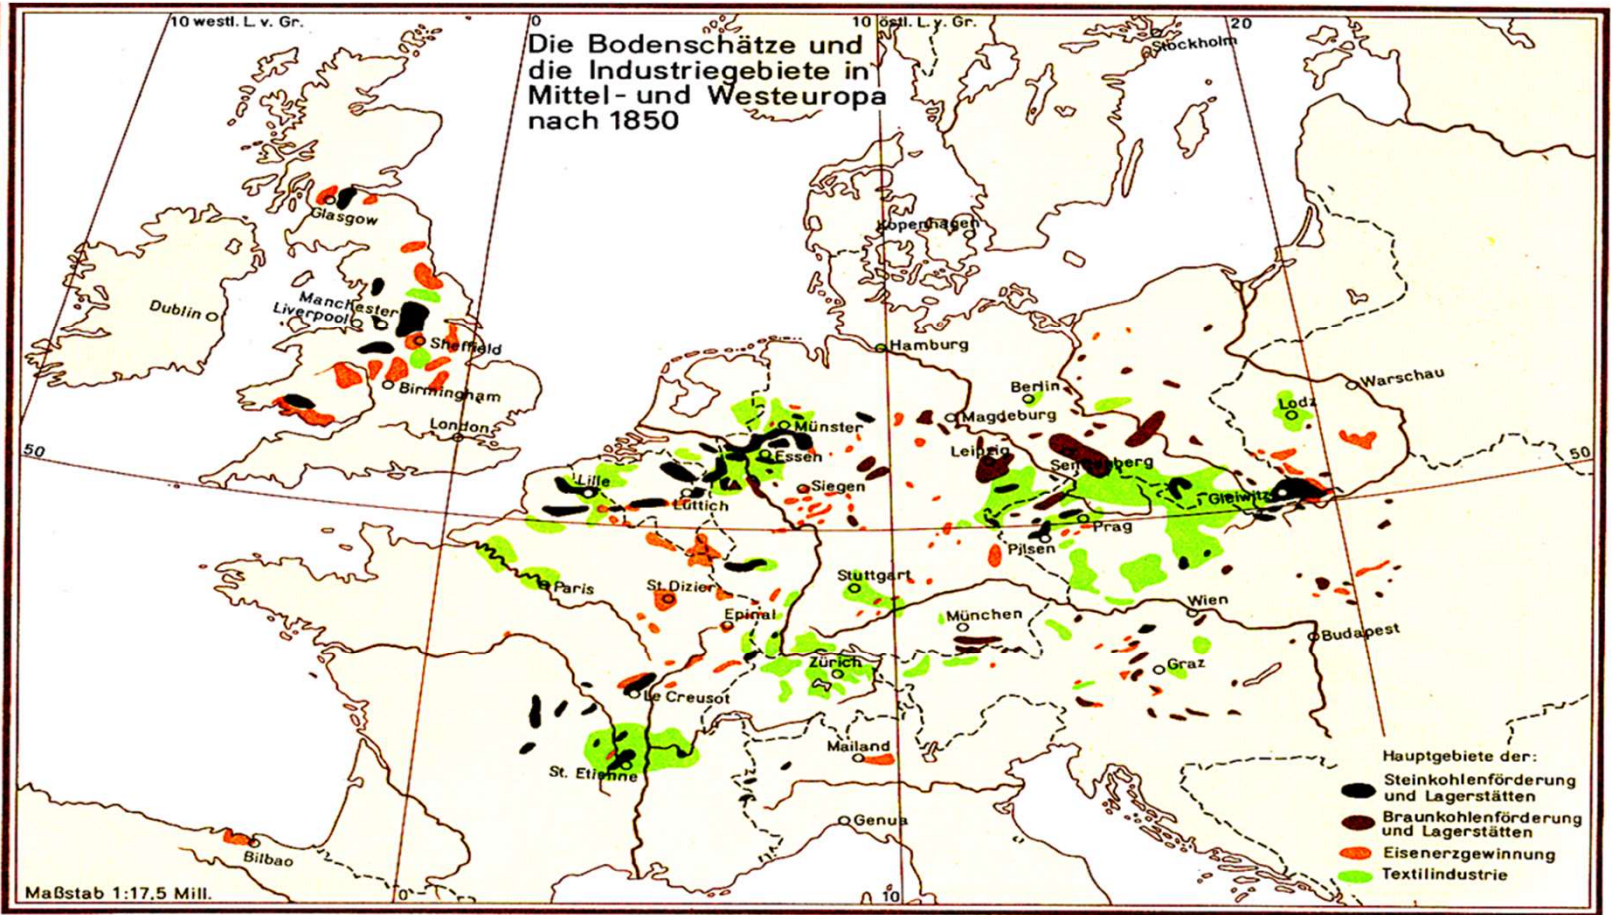 10 westl. L. v. Gr.
0
10 östl. L. v. Gr.
20
Die Bodenschätze und
die Industriegebiete in
Mittel- und Westeuropa
nach 1850
Stockholm
Glasgow
Kopenhagen
Dublin
Manchester
Liverpool
Sheffield
Hamburg
Birmingham
Berlin
Warschau
Lodz
Magdeburg
London
Münster
50
Essen
Leipzig
Senftenberg
50
Lille
Siegen
Gleiwitz
Lüttich
Prag
Pilsen
Paris
St. Dizier
Stuttgart
Wien
Epinal
München
Budapest
Zürich
Graz
Le Creusot
Mailand
St. Etienne
Genua
Bilbao
Hauptgebiete der:
Steinkohlenförderung
und Lagerstätten
Braunkohlenförderung
und Lagerstätten
Eisenerzgewinnung
Textilindustrie
Maßstab 1:17,5 Mill.
0
10